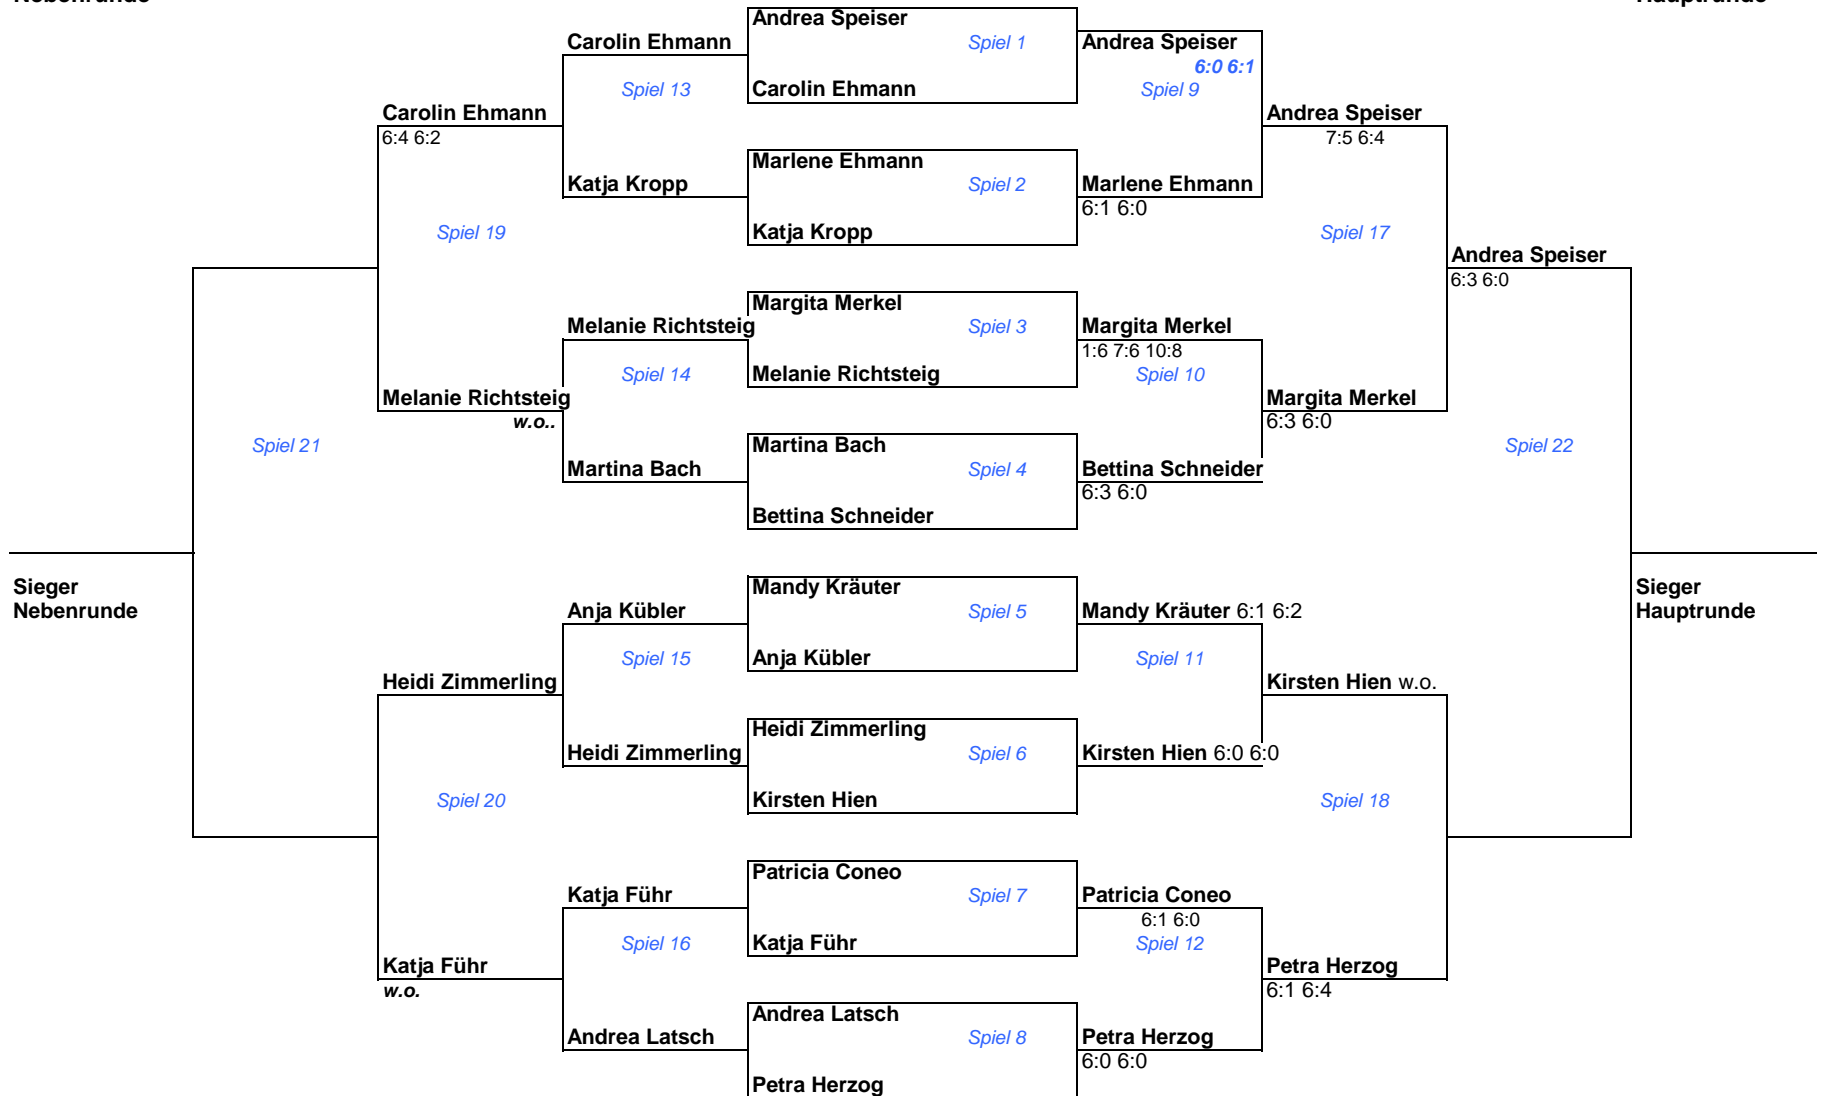 Nebenrunde
Hauptrunde
Andrea Speiser
Carolin Ehmann
Spiel 1
Andrea Speiser
6:0 6:1
Spiel 13
Carolin Ehmann
Spiel 9
Carolin Ehmann
6:4 6:2
Andrea Speiser
7:5 6:4
Marlene Ehmann
Katja Kropp
Spiel 2
Marlene Ehmann
6:1 6:0
Spiel 19
Katja Kropp
Spiel 17
Andrea Speiser
6:3 6:0
Margita Merkel
Melanie Richtsteig
Spiel 3
Margita Merkel
1:6 7:6 10:8
Spiel 14
Melanie Richtsteig
Spiel 10
Melanie Richtsteig
w.o..
Margita Merkel
6:3 6:0
Spiel 21
Martina Bach
Spiel 22
Martina Bach
Spiel 4
Bettina Schneider
6:3 6:0
Bettina Schneider
Sieger
Nebenrunde
Mandy Kräuter
Sieger
Hauptrunde
Anja Kübler
Spiel 5
Mandy Kräuter 6:1 6:2
Spiel 15
Anja Kübler
Spiel 11
Heidi Zimmerling
Kirsten Hien w.o.
Heidi Zimmerling
Heidi Zimmerling
Spiel 6
Kirsten Hien 6:0 6:0
Spiel 20
Kirsten Hien
Spiel 18
Patricia Coneo
Katja Führ
Spiel 7
Patricia Coneo
6:1 6:0
Spiel 16
Katja Führ
Spiel 12
Katja Führ
w.o.
Petra Herzog
6:1 6:4
Andrea Latsch
Andrea Latsch
Spiel 8
Petra Herzog
6:0 6:0
Petra Herzog